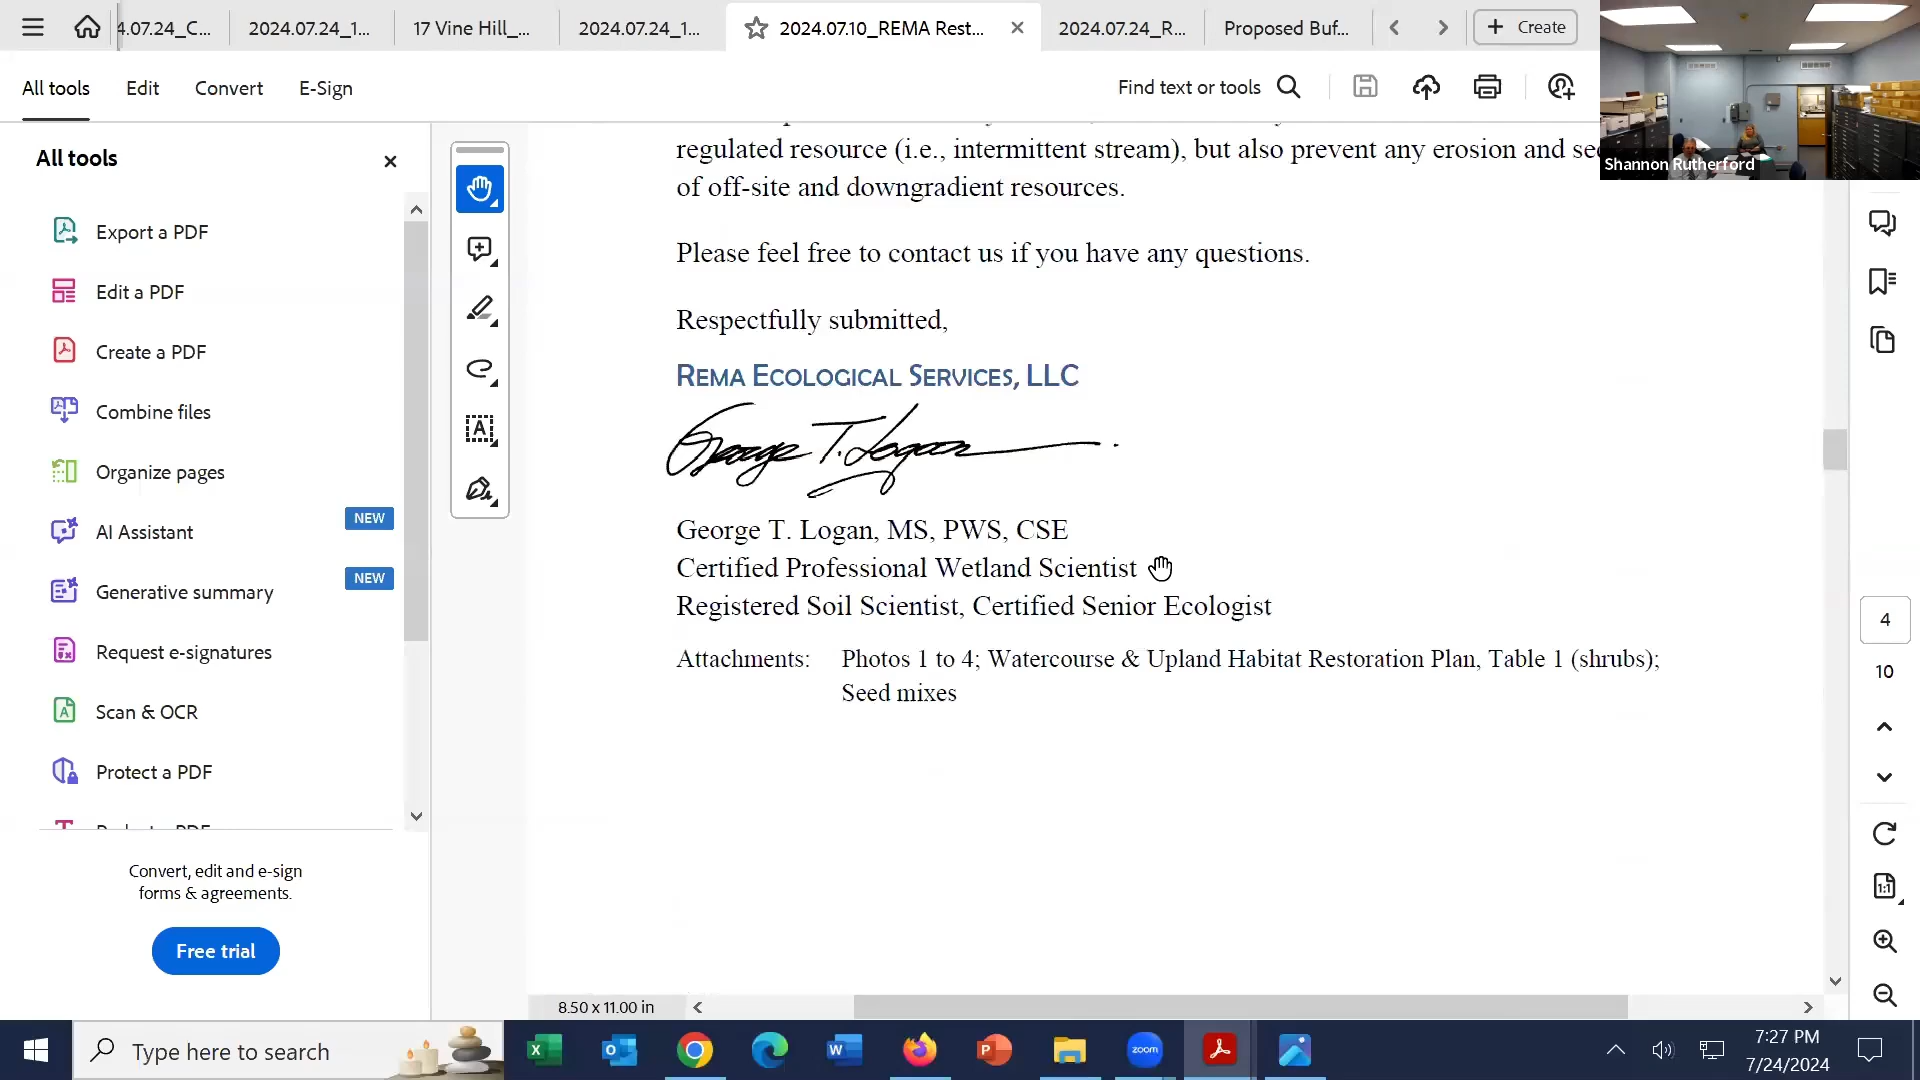 4.07.24_C...
2024.07.24_1...
17 Vine Hill_...
2024.07.24_1...
2024.07.10_REMA Rest...
2024.07.24_R...
Proposed Buf...
Create
All tools
Edit
Convert
E-Sign
Find text or tools
Shannon Rutherford
All tools
Export a PDF
Edit a PDF
Create a PDF
Combine files
Organize pages
AI Assistant
NEW
Generative summary
NEW
Request e-signatures
Scan & OCR
Protect a PDF
Convert, edit and e-sign
forms & agreements.
Free trial
regulated resource (i.e., intermittent stream), but also prevent any erosion and se
of off-site and downgradient resources.
Please feel free to contact us if you have any questions.
Respectfully submitted,
REMA ECOLOGICAL SERVICES, LLC
George T. Logan
George T. Logan, MS, PWS, CSE
Certified Professional Wetland Scientist
Registered Soil Scientist, Certified Senior Ecologist
Attachments: Photos 1 to 4; Watercourse & Upland Habitat Restoration Plan, Table 1 (shrubs);
Seed mixes
4
10
8.50 x 11.00 in
Type here to search
zoom
7:27 PM
7/24/2024